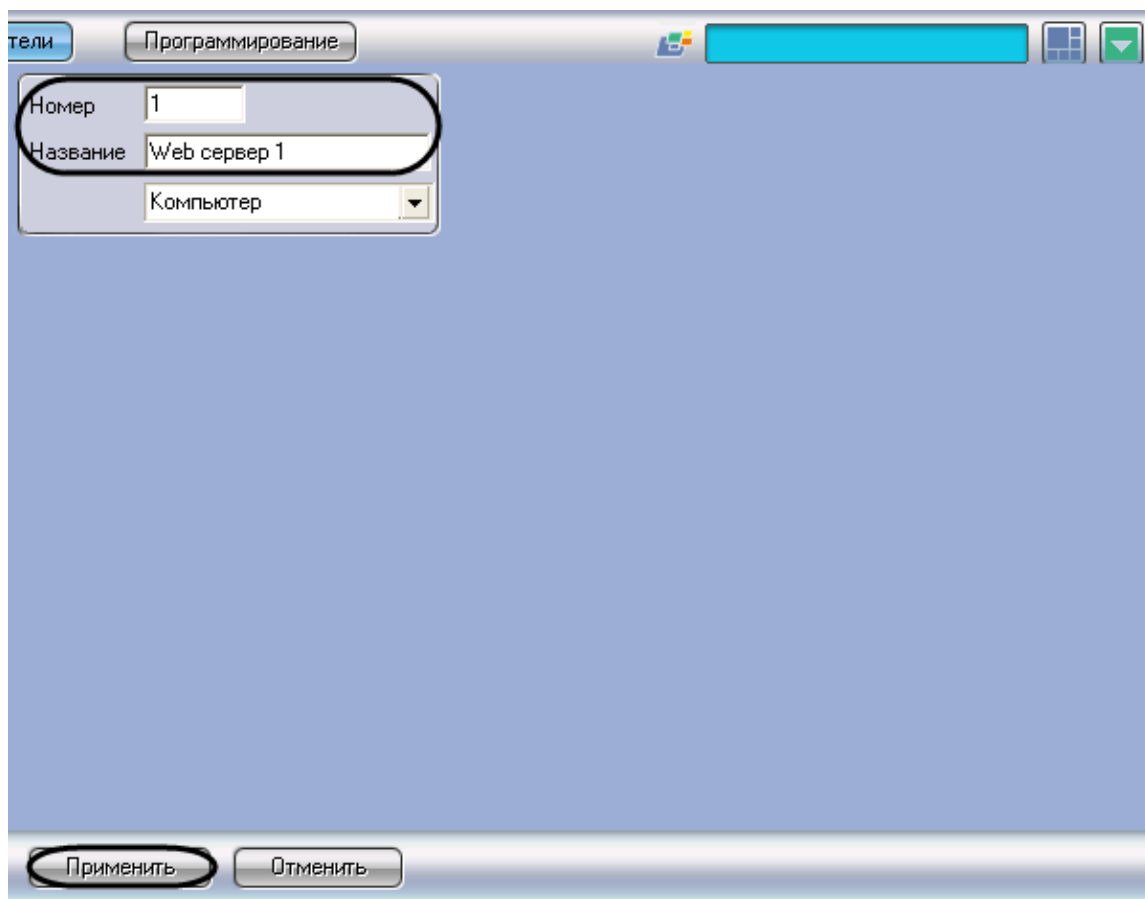 тели Программирование
Номер 1
Название Web сервер 1
Компьютер
Применить Отменить